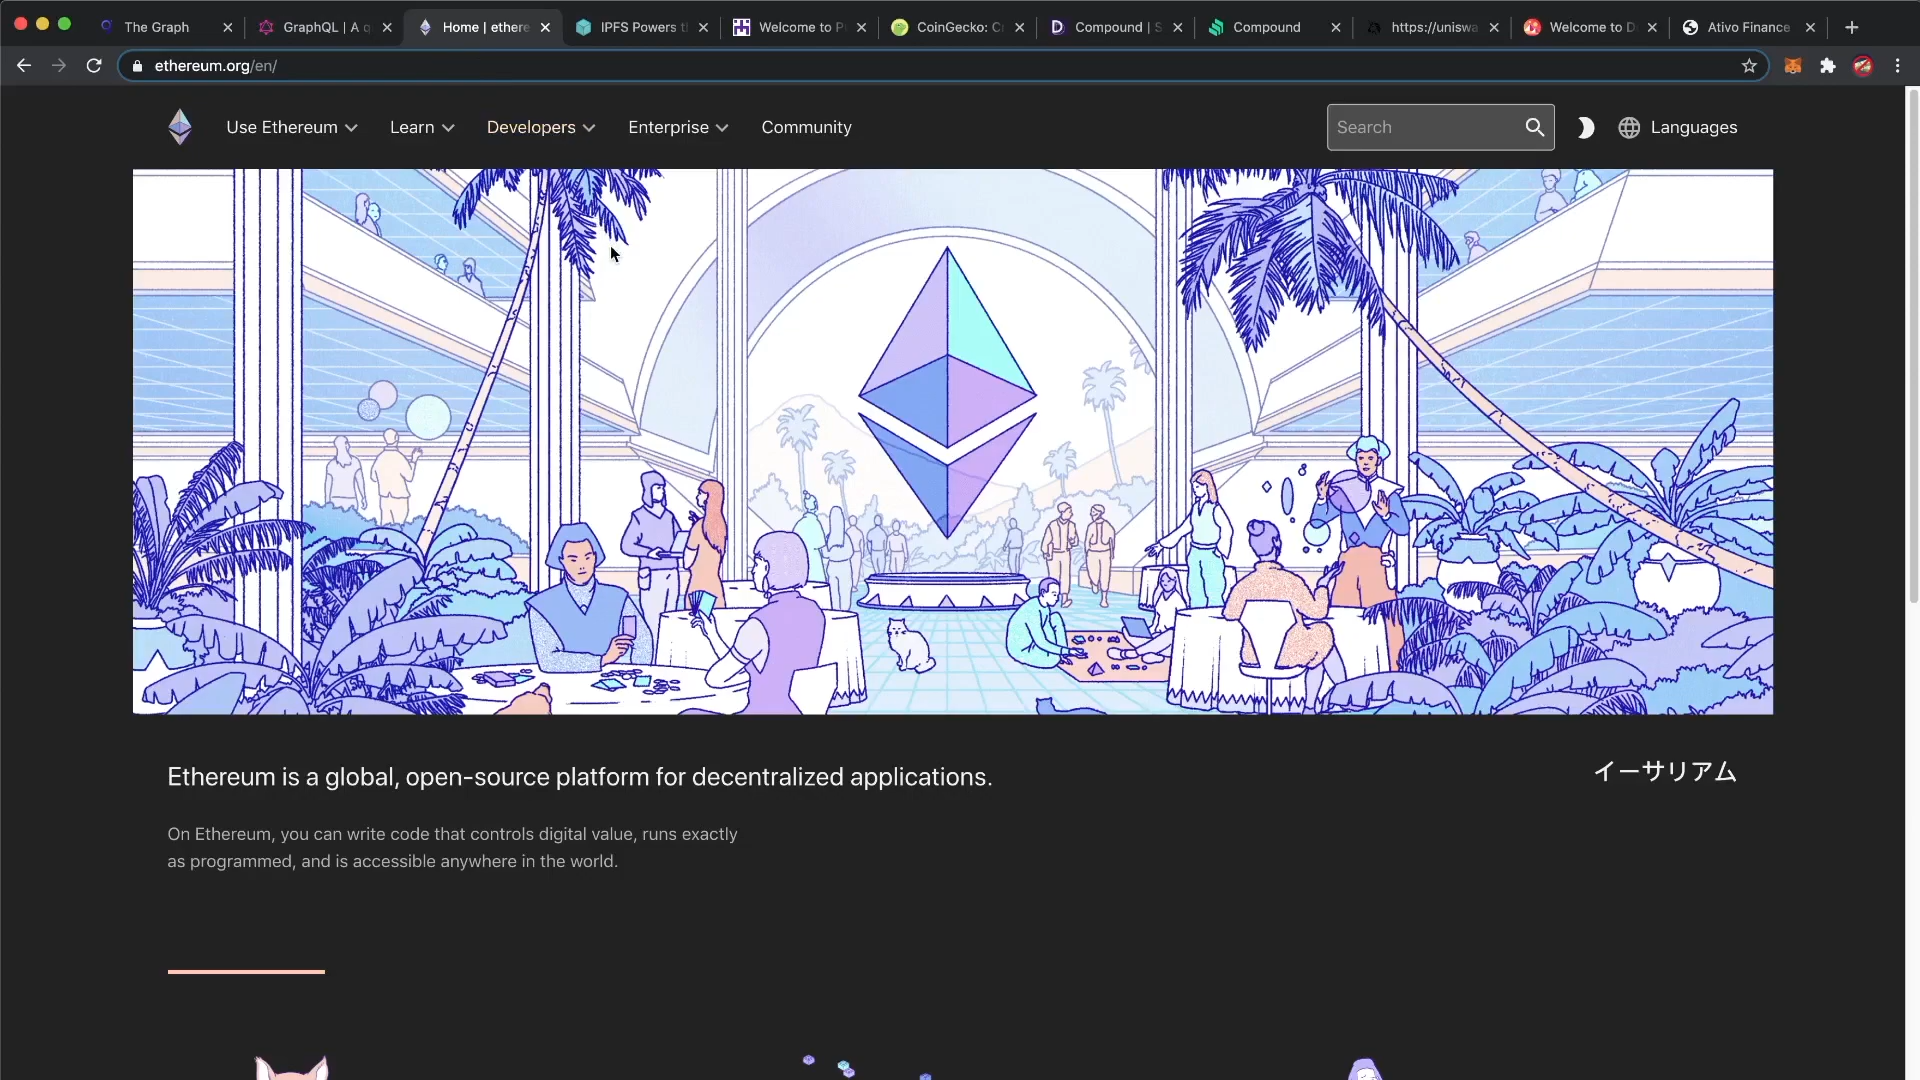 The Graph
GraphQL | A q
Home | ethere
IPFS Powers t
Welcome to P
CoinGecko: C
Compound | S
Compound
https://uniswa
Welcome to D
Ativo Finance
ethereum.org/en/
Use Ethereum
Learn
Developers
Enterprise
Community
Search
Languages
Ethereum is a global, open-source platform for decentralized applications.
イーサリアム
On Ethereum, you can write code that controls digital value, runs exactly
as programmed, and is accessible anywhere in the world.